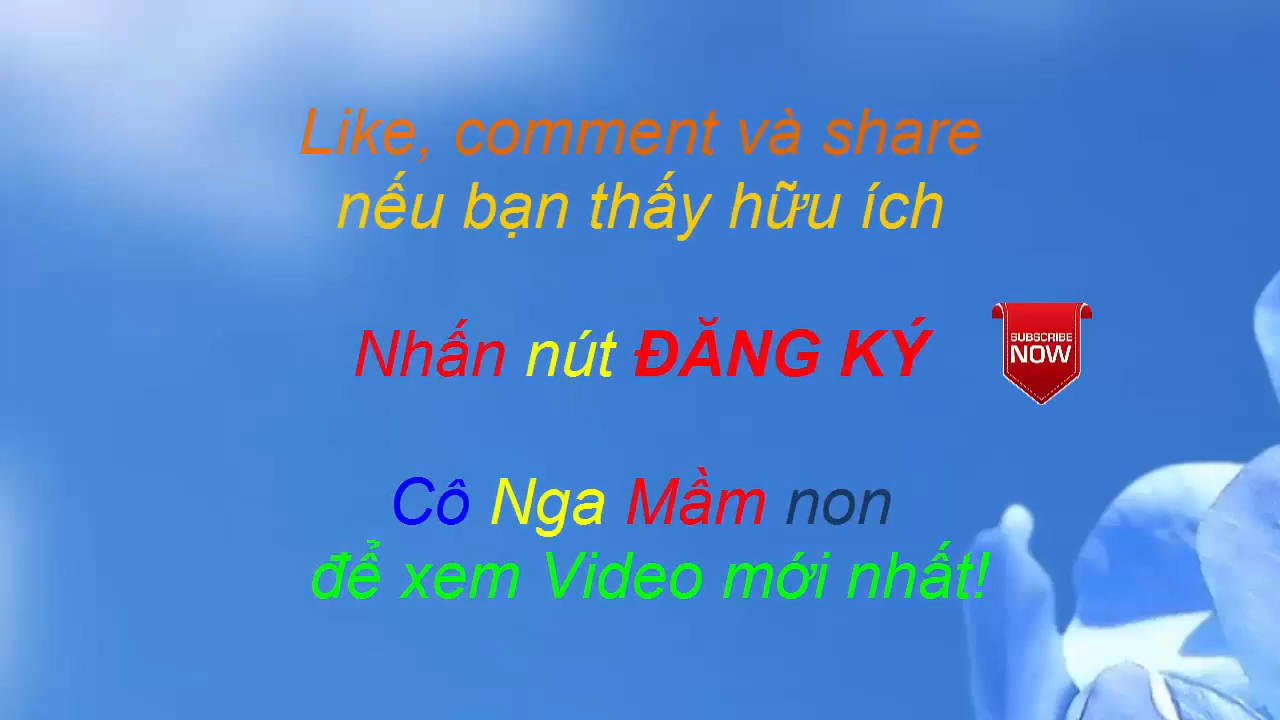 Like, comment và share
nếu bạn thấy hữu ích
Nhấn nút ĐĂNG KÝ
SUBSCRIBE
NOW
Cô Nga Mầm non
để xem Video mới nhất!